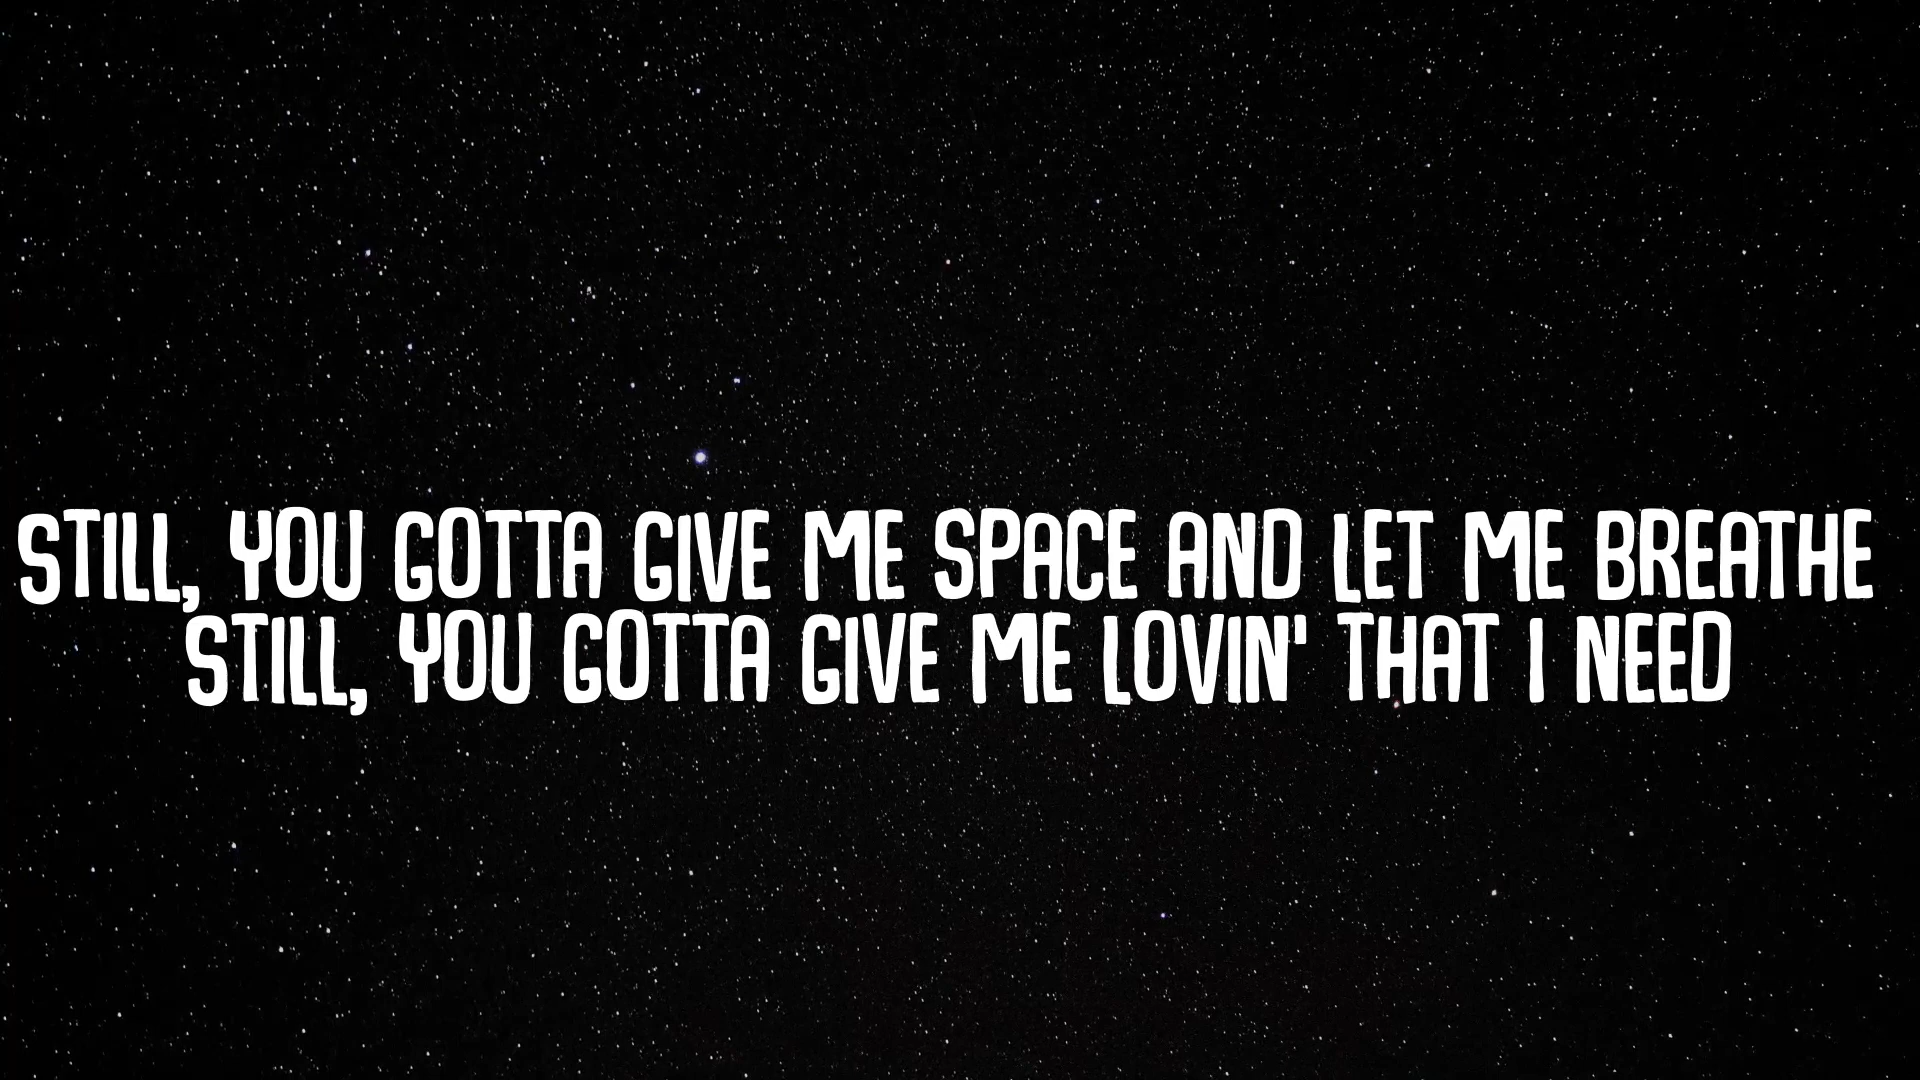 STILL, YOU GOTTA GIVE ME SPACE AND LET ME BREATHE
STILL, YOU GOTTA GIVE ME LOVIN' THAT I NEED